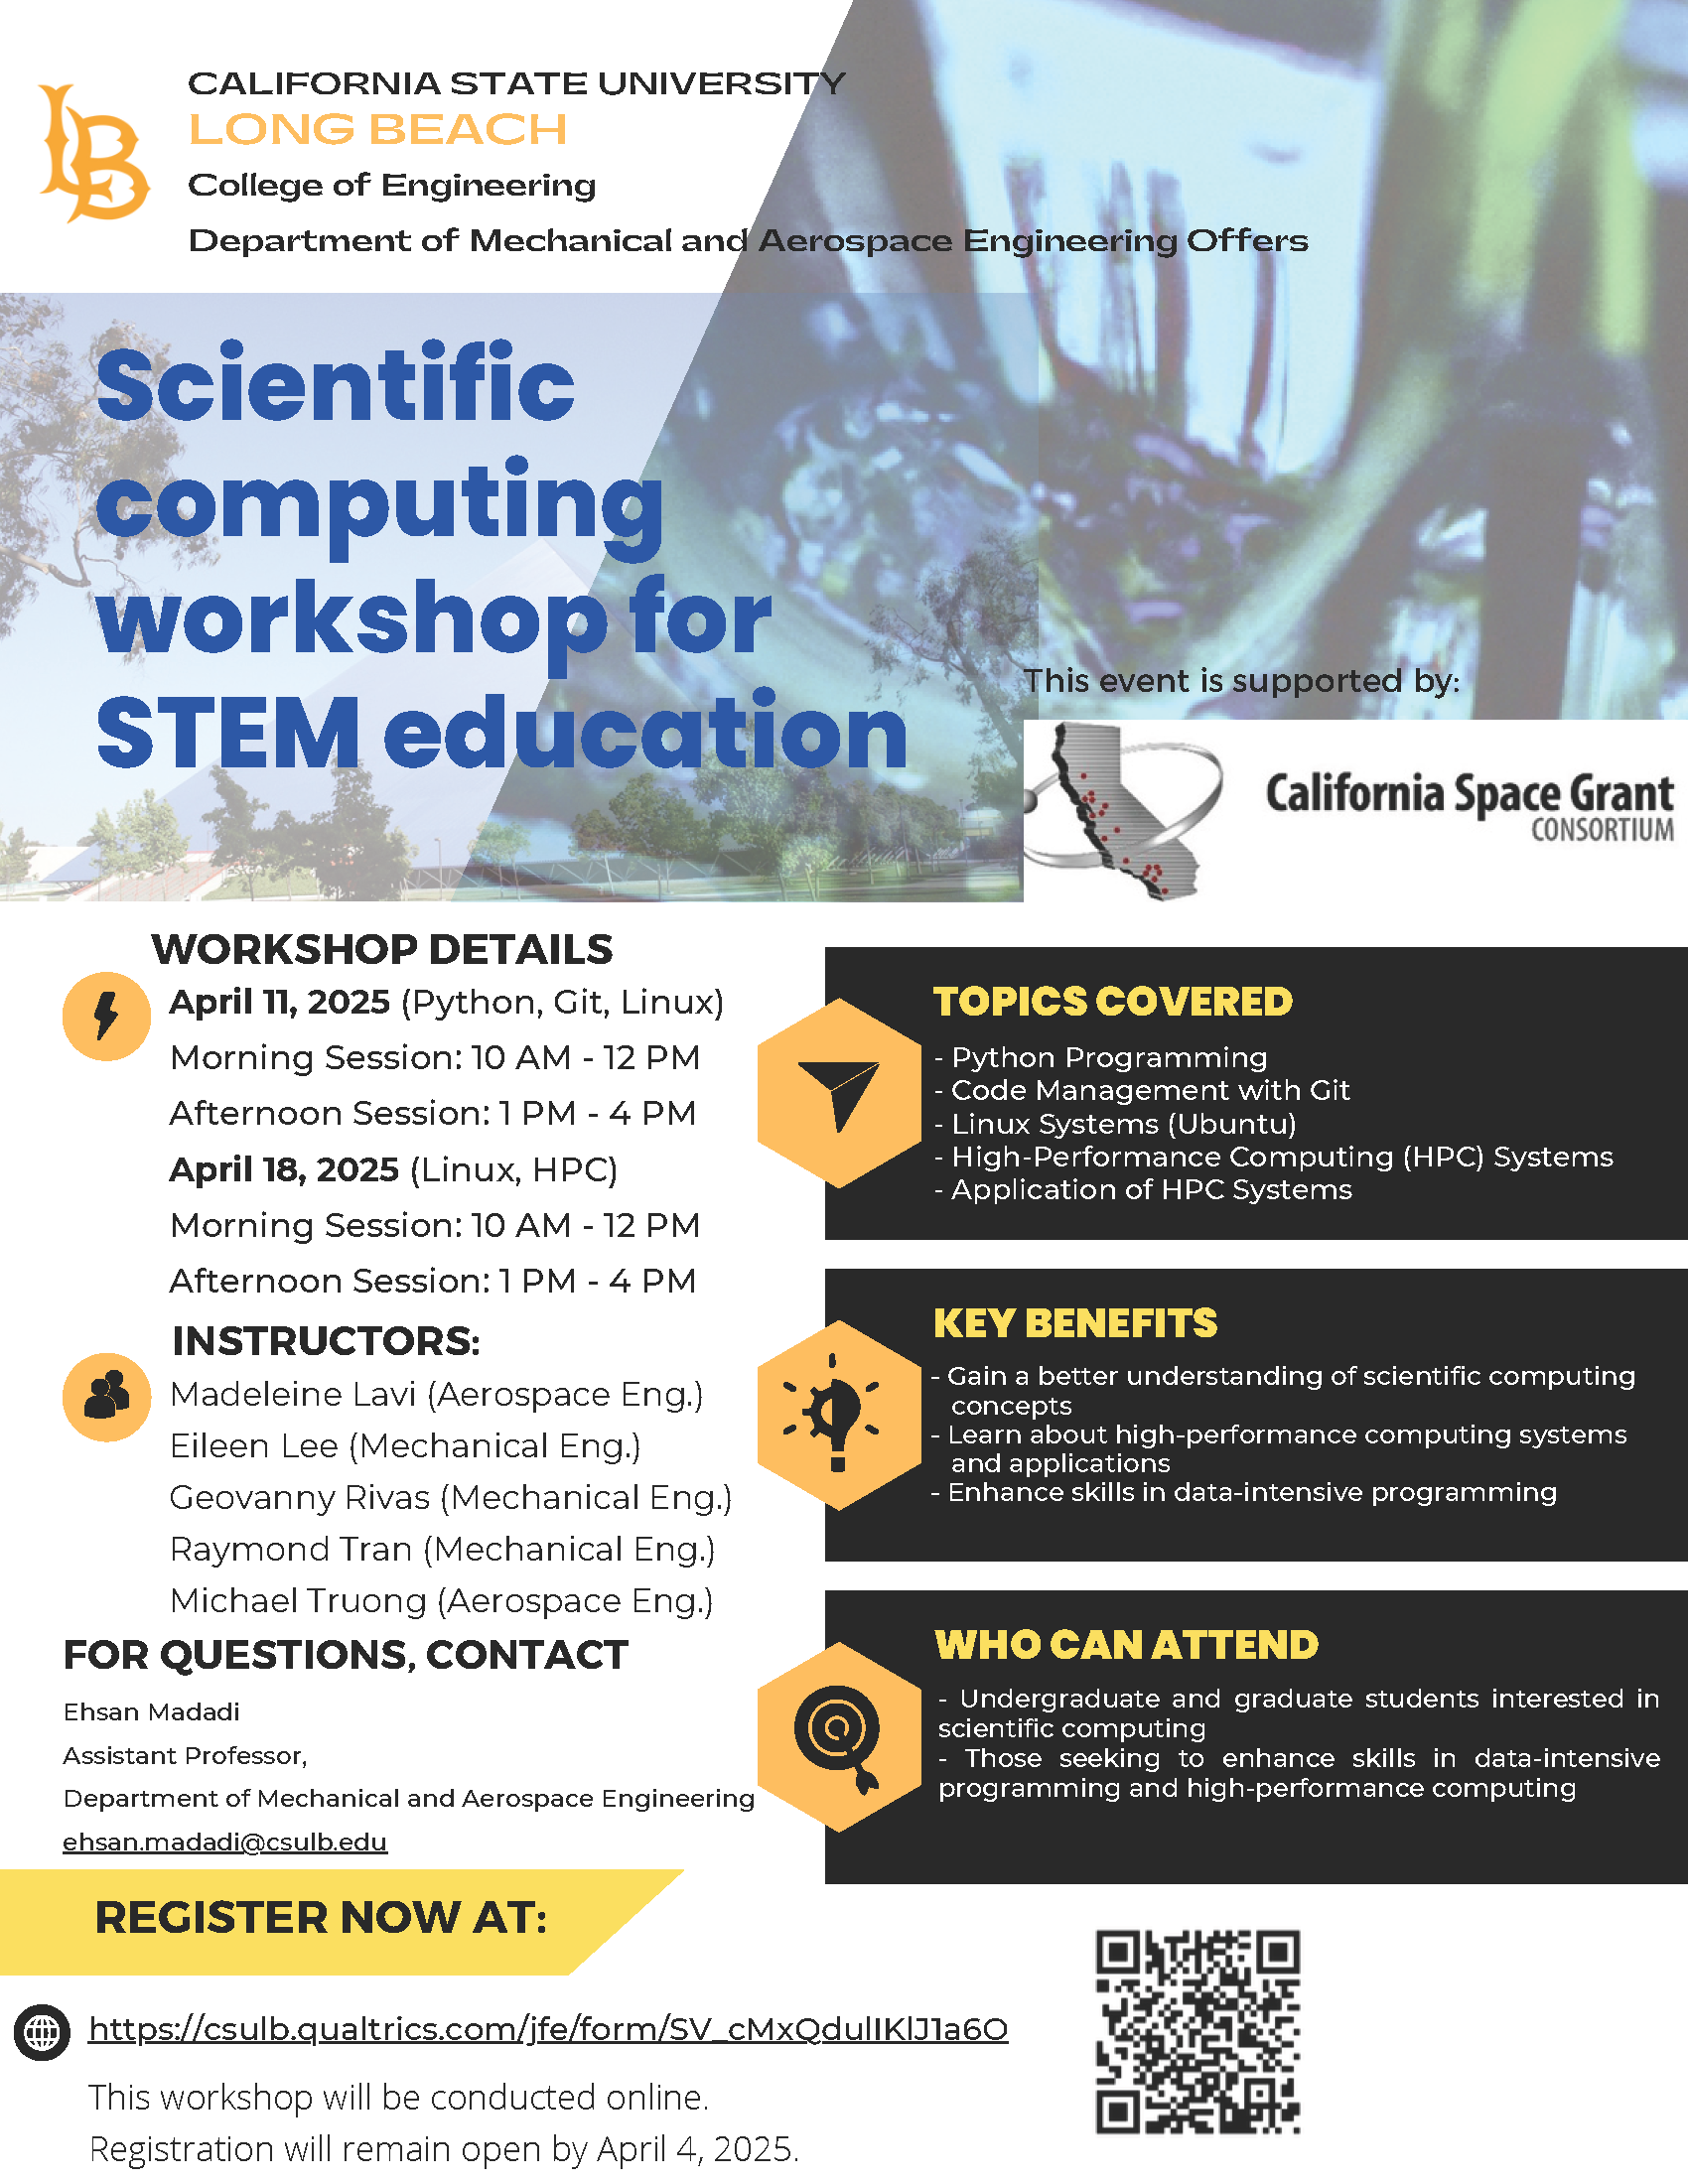 CALIFORNIA STATE UNIVERSITY
LONG BEACH
College of Engineering
Department of Mechanical and Aerospace Engineering Offers
LB
Scientific
computing
workshop for
STEM education
This event is supported by:
California Space Grant
CONSORTIUM
WORKSHOP DETAILS
April 11, 2025 (Python, Git, Linux)
Morning Session: 10 AM - 12 PM
Afternoon Session: 1 PM - 4 PM
April 18, 2025 (Linux, HPC)
Morning Session: 10 AM - 12 PM
Afternoon Session: 1 PM - 4 PM
INSTRUCTORS:
Madeleine Lavi (Aerospace Eng.)
Eileen Lee (Mechanical Eng.)
Geovanny Rivas (Mechanical Eng.)
Raymond Tran (Mechanical Eng.)
Michael Truong (Aerospace Eng.)
FOR QUESTIONS, CONTACT
Ehsan Madadi
Assistant Professor,
Department of Mechanical and Aerospace Engineering
ehsan.madadi@csulb.edu
TOPICS COVERED
- Python Programming
- Code Management with Git
- Linux Systems (Ubuntu)
- High-Performance Computing (HPC) Systems
- Application of HPC Systems
KEY BENEFITS
- Gain a better understanding of scientific computing
concepts
- Learn about high-performance computing systems
and applications
- Enhance skills in data-intensive programming
WHO CAN ATTEND
- Undergraduate and graduate students interested in
scientific computing
- Those seeking to enhance skills in data-intensive
programming and high-performance computing
REGISTER NOW AT:
https://csulb.qualtrics.com/jfe/form/SV_cMxQdulIKlJ1a6O
This workshop will be conducted online.
Registration will remain open by April 4, 2025.